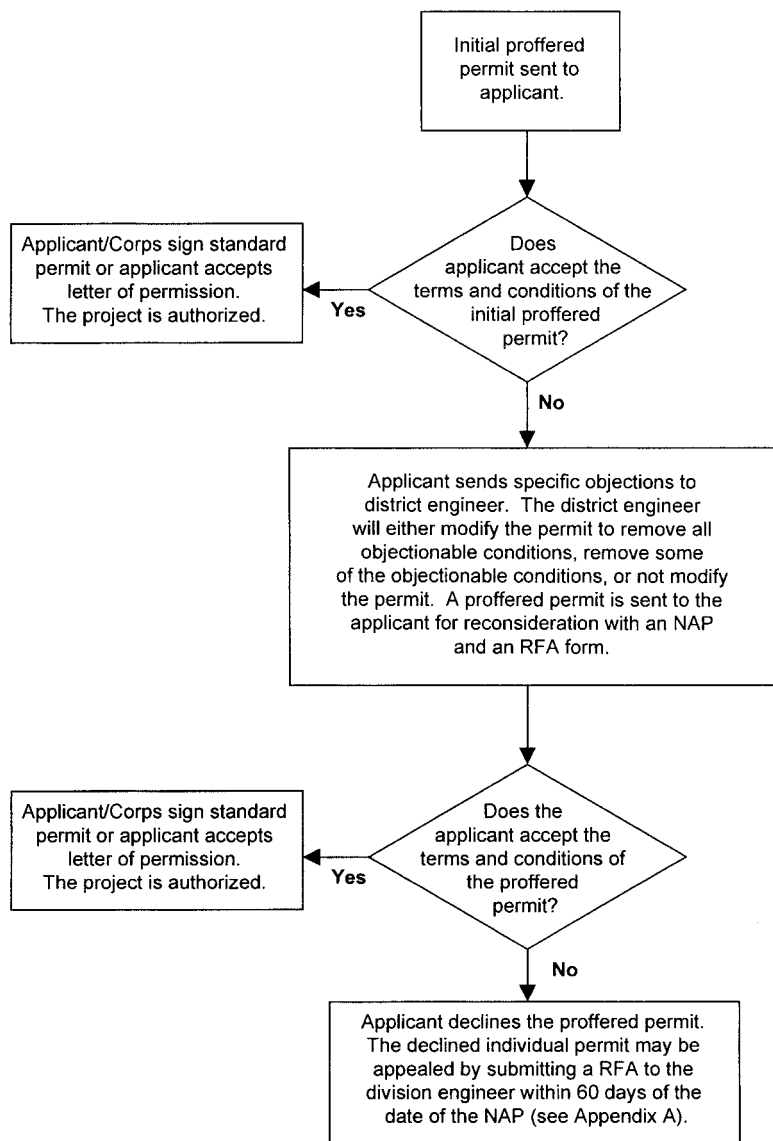 Initial proffered
permit sent to
applicant.
Does
applicant accept the
terms and conditions of the
initial proffered
permit?
Yes
Applicant/Corps sign standard
permit or applicant accepts
letter of permission.
The project is authorized.
No
Applicant sends specific objections to
district engineer. The district engineer
will either modify the permit to remove all
objectionable conditions, remove some
of the objectionable conditions, or not modify
the permit. A proffered permit is sent to the
applicant for reconsideration with an NAP
and an RFA form.
Does the
applicant accept the
terms and conditions of
the proffered
permit?
Yes
Applicant/Corps sign standard
permit or applicant accepts
letter of permission.
The project is authorized.
No
Applicant declines the proffered permit.
The declined individual permit may be
appealed by submitting a RFA to the
division engineer within 60 days of the
date of the NAP (see Appendix A).